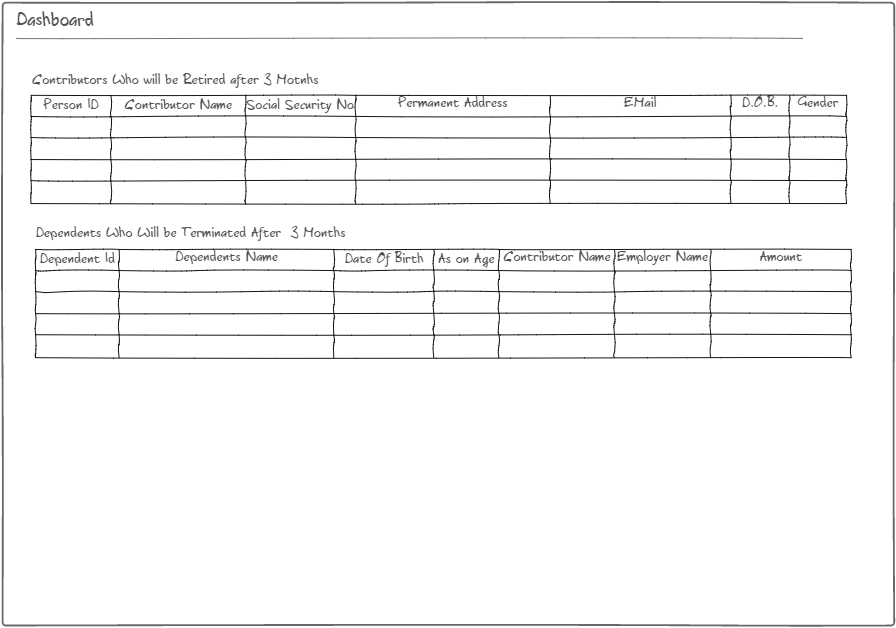 Dashboard
Contributors Who will be Retired after 3 Motnhs
Person ID Contributor Name Social Security No Permanent Address EMail D.O.B. Gender
Dependents Who Will be Terminated After 3 Months
Dependent Id Dependents Name Date Of Birth As on Age Contributor Name Employer Name Amount